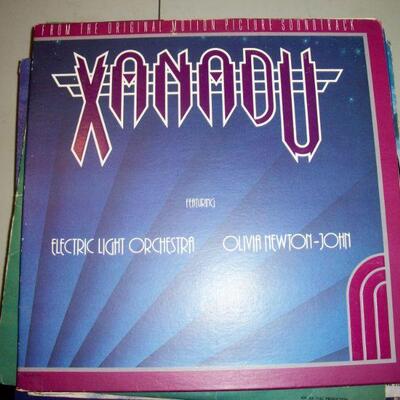 FROM THE ORIGINAL MOTION PICTURE SOUNDTRACK
XANADU
FEATURING
ELECTRIC LIGHT ORCHESTRA OLIVIA NEWTON-JOHN